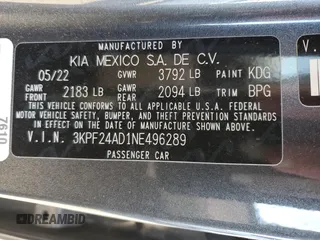 MANUFACTURED BY
KIA MEXICO S.A. DE C.V.
05/22 GVWR 3792 LB PAINT KDG
GAWR FRONT 2183 LB GAWR REAR 2094 LB TRIM BPG
THIS VEHICLE CONFORMS TO ALL APPLICABLE U.S. FEDERAL
MOTOR VEHICLE SAFETY, BUMPER, AND THEFT PREVENTION
STANDARDS IN EFFECT ON THE DATE OF MANUFACTURE
SHOWN ABOVE.
V.I.N. 3KPF24AD1NE496289
PASSENGER CAR
7610
V.I
DREAMBID.COM